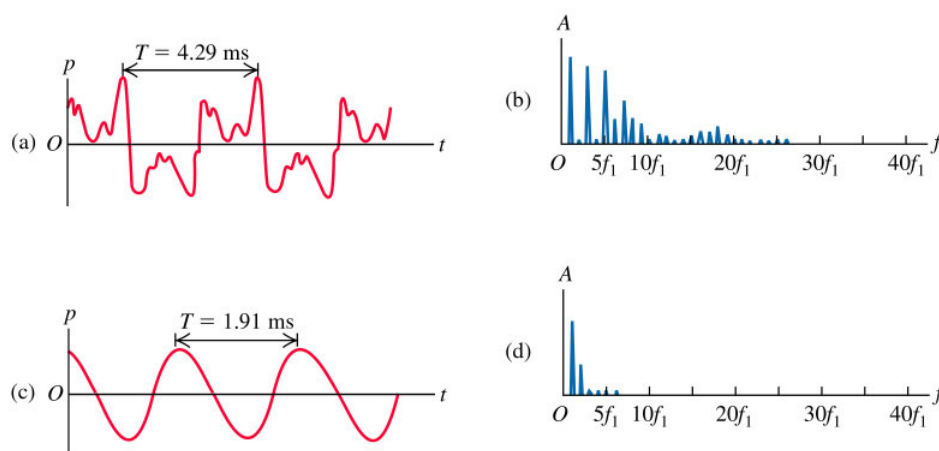 T = 4.29 ms
p
(a) O t
A
(b)
f
O 5f₁ 10f₁ 20f₁ 30f₁ 40f₁
T = 1.91 ms
p
(c) O t
A
(d)
f
O 5f₁ 10f₁ 20f₁ 30f₁ 40f₁